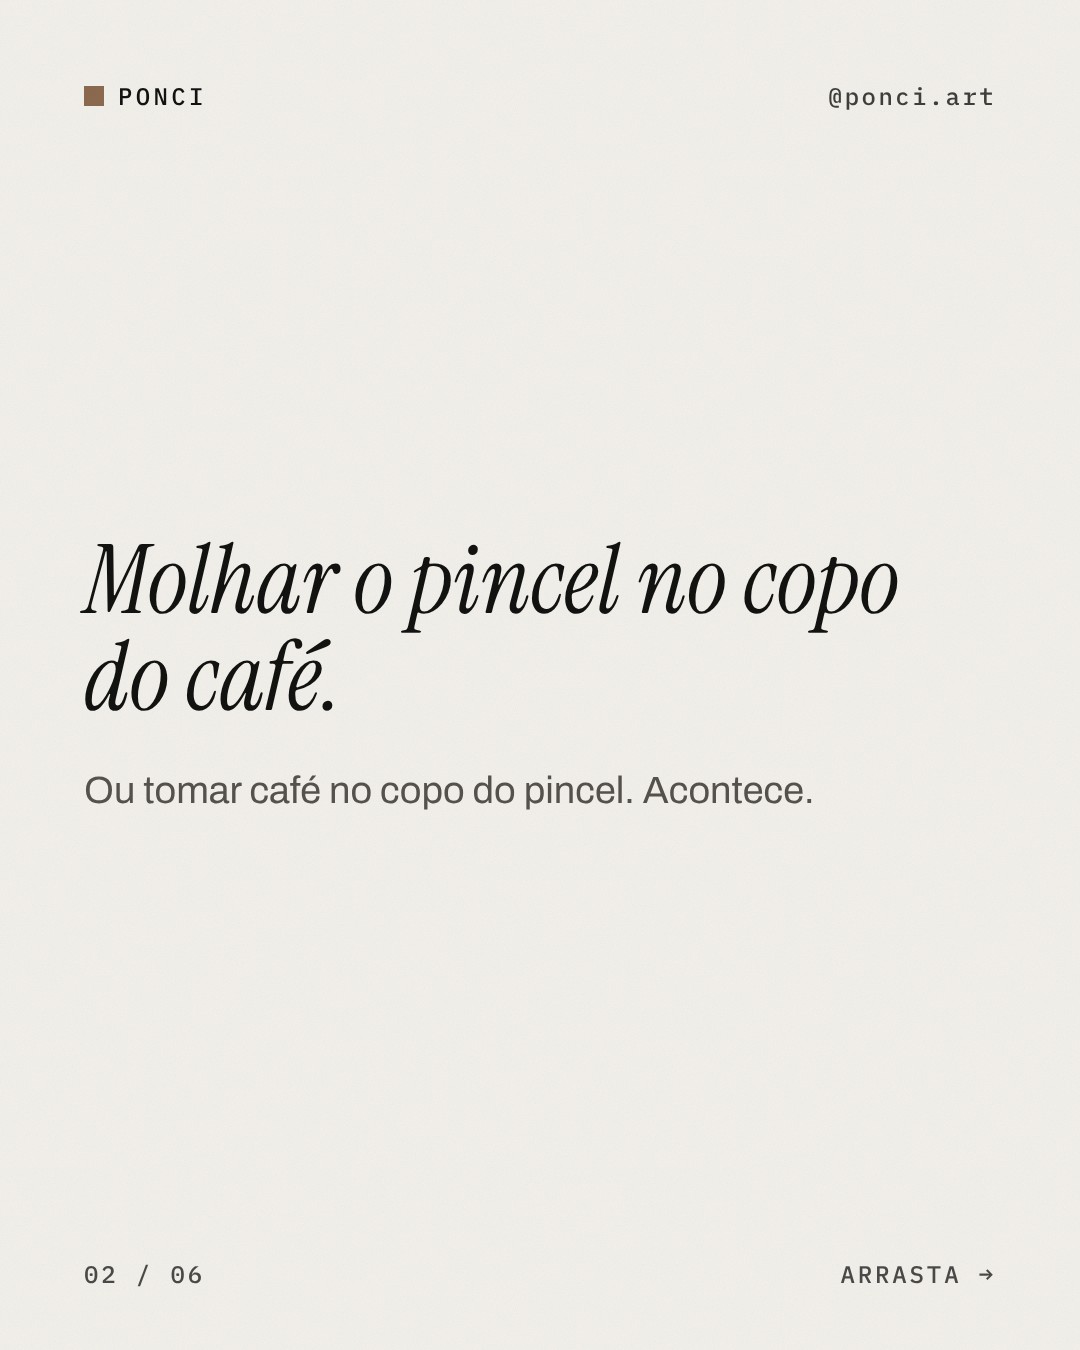 PONCI
@ponci.art
Molhar o pincel no copo
do café.
Ou tomar café no copo do pincel. Acontece.
02 / 06
ARRASTA →